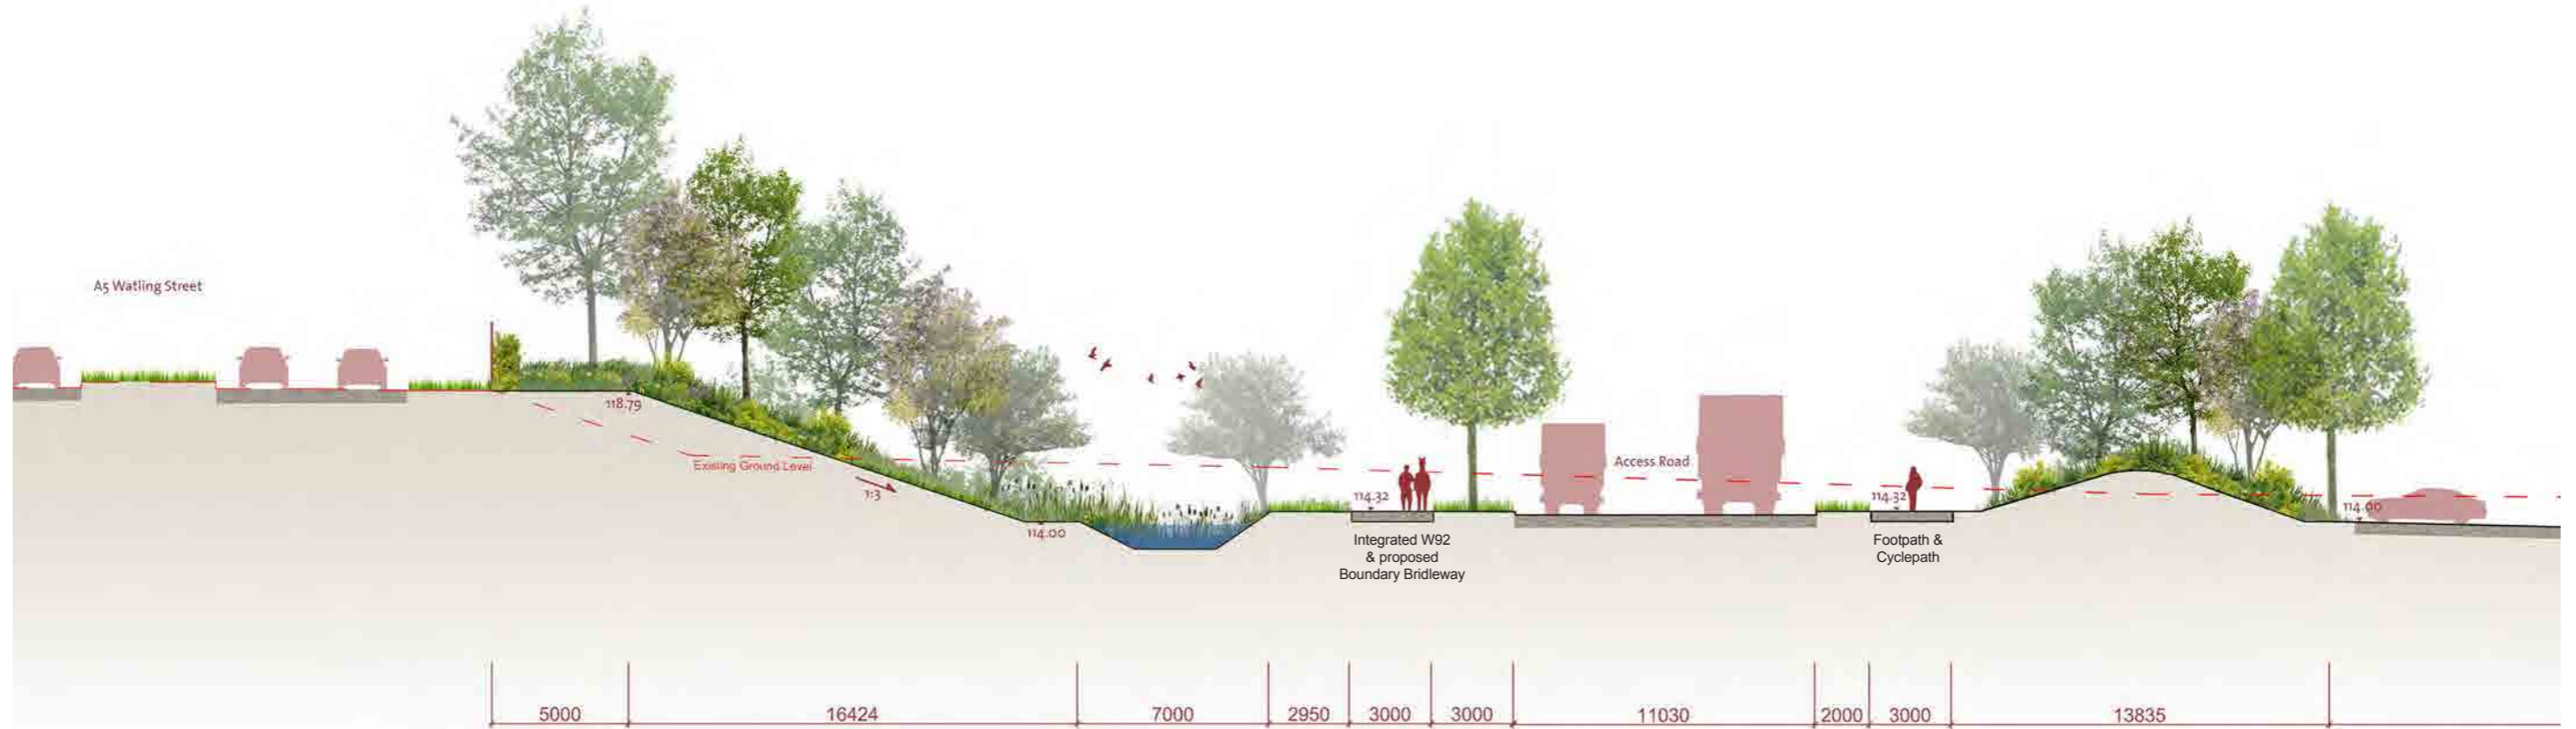 A5 Watling Street
118.79
Existing Ground Level
1:3
114.00
114.32
Integrated W92
& proposed
Boundary Bridleway
Access Road
114.32
Footpath &
Cyclepath
114.00
5000
16424
7000
2950
3000
3000
11030
2000
3000
13835